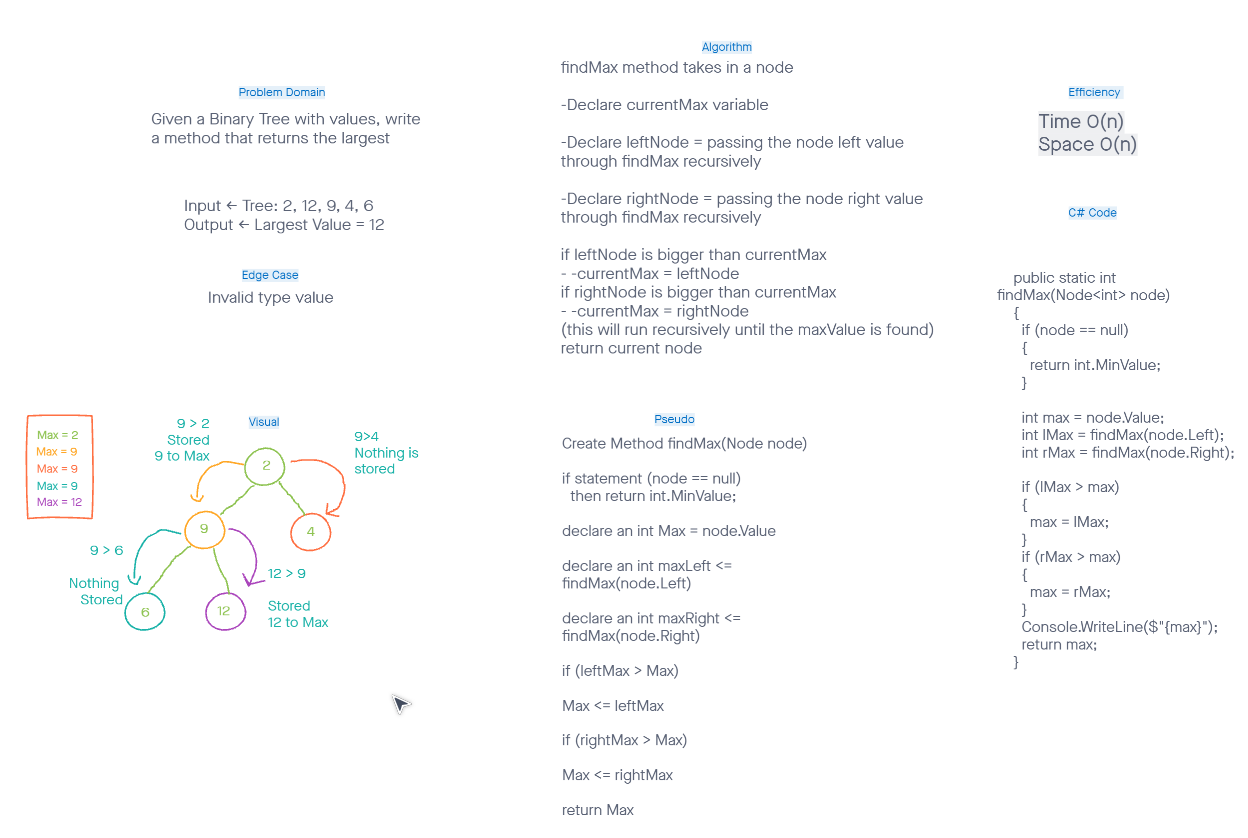 Problem Domain
Given a Binary Tree with values, write
a method that returns the largest
Input ← Tree: 2, 12, 9, 4, 6
Output ← Largest Value = 12
Edge Case
Invalid type value
Visual
Max = 2
Max = 9
Max = 9
Max = 9
Max = 12
9 > 2
Stored
9 to Max
9>4
Nothing is
stored
2
9
4
9 > 6
Nothing
Stored
12 > 9
Stored
12 to Max
6
12
Algorithm
findMax method takes in a node
-Declare currentMax variable
-Declare leftNode = passing the node left value
through findMax recursively
-Declare rightNode = passing the node right value
through findMax recursively
if leftNode is bigger than currentMax
- -currentMax = leftNode
if rightNode is bigger than currentMax
- -currentMax = rightNode
(this will run recursively until the maxValue is found)
return current node
Pseudo
Create Method findMax(Node node)
if statement (node == null)
then return int.MinValue;
declare an int Max = node.Value
declare an int maxLeft <=
findMax(node.Left)
declare an int maxRight <=
findMax(node.Right)
if (leftMax > Max)
Max <= leftMax
if (rightMax > Max)
Max <= rightMax
return Max
Efficiency
Time O(n)
Space O(n)
C# Code
public static int
findMax(Node<int> node)
{
if (node == null)
{
return int.MinValue;
}
int max = node.Value;
int lMax = findMax(node.Left);
int rMax = findMax(node.Right);
if (lMax > max)
{
max = lMax;
}
if (rMax > max)
{
max = rMax;
}
Console.WriteLine($"{max}");
return max;
}